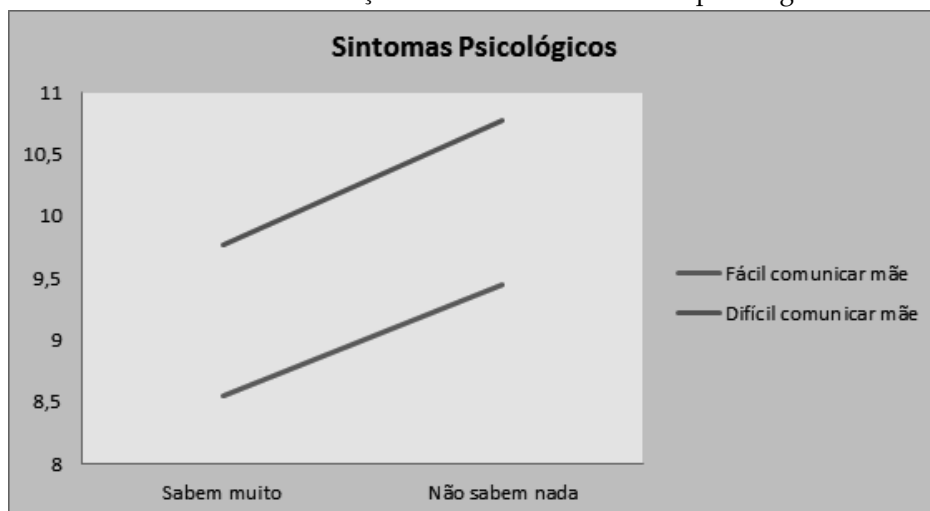 Sintomas Psicológicos
11
10,5
10
9,5
9
8,5
8
Sabem muito
Não sabem nada
Fácil comunicar mãe
Difícil comunicar mãe